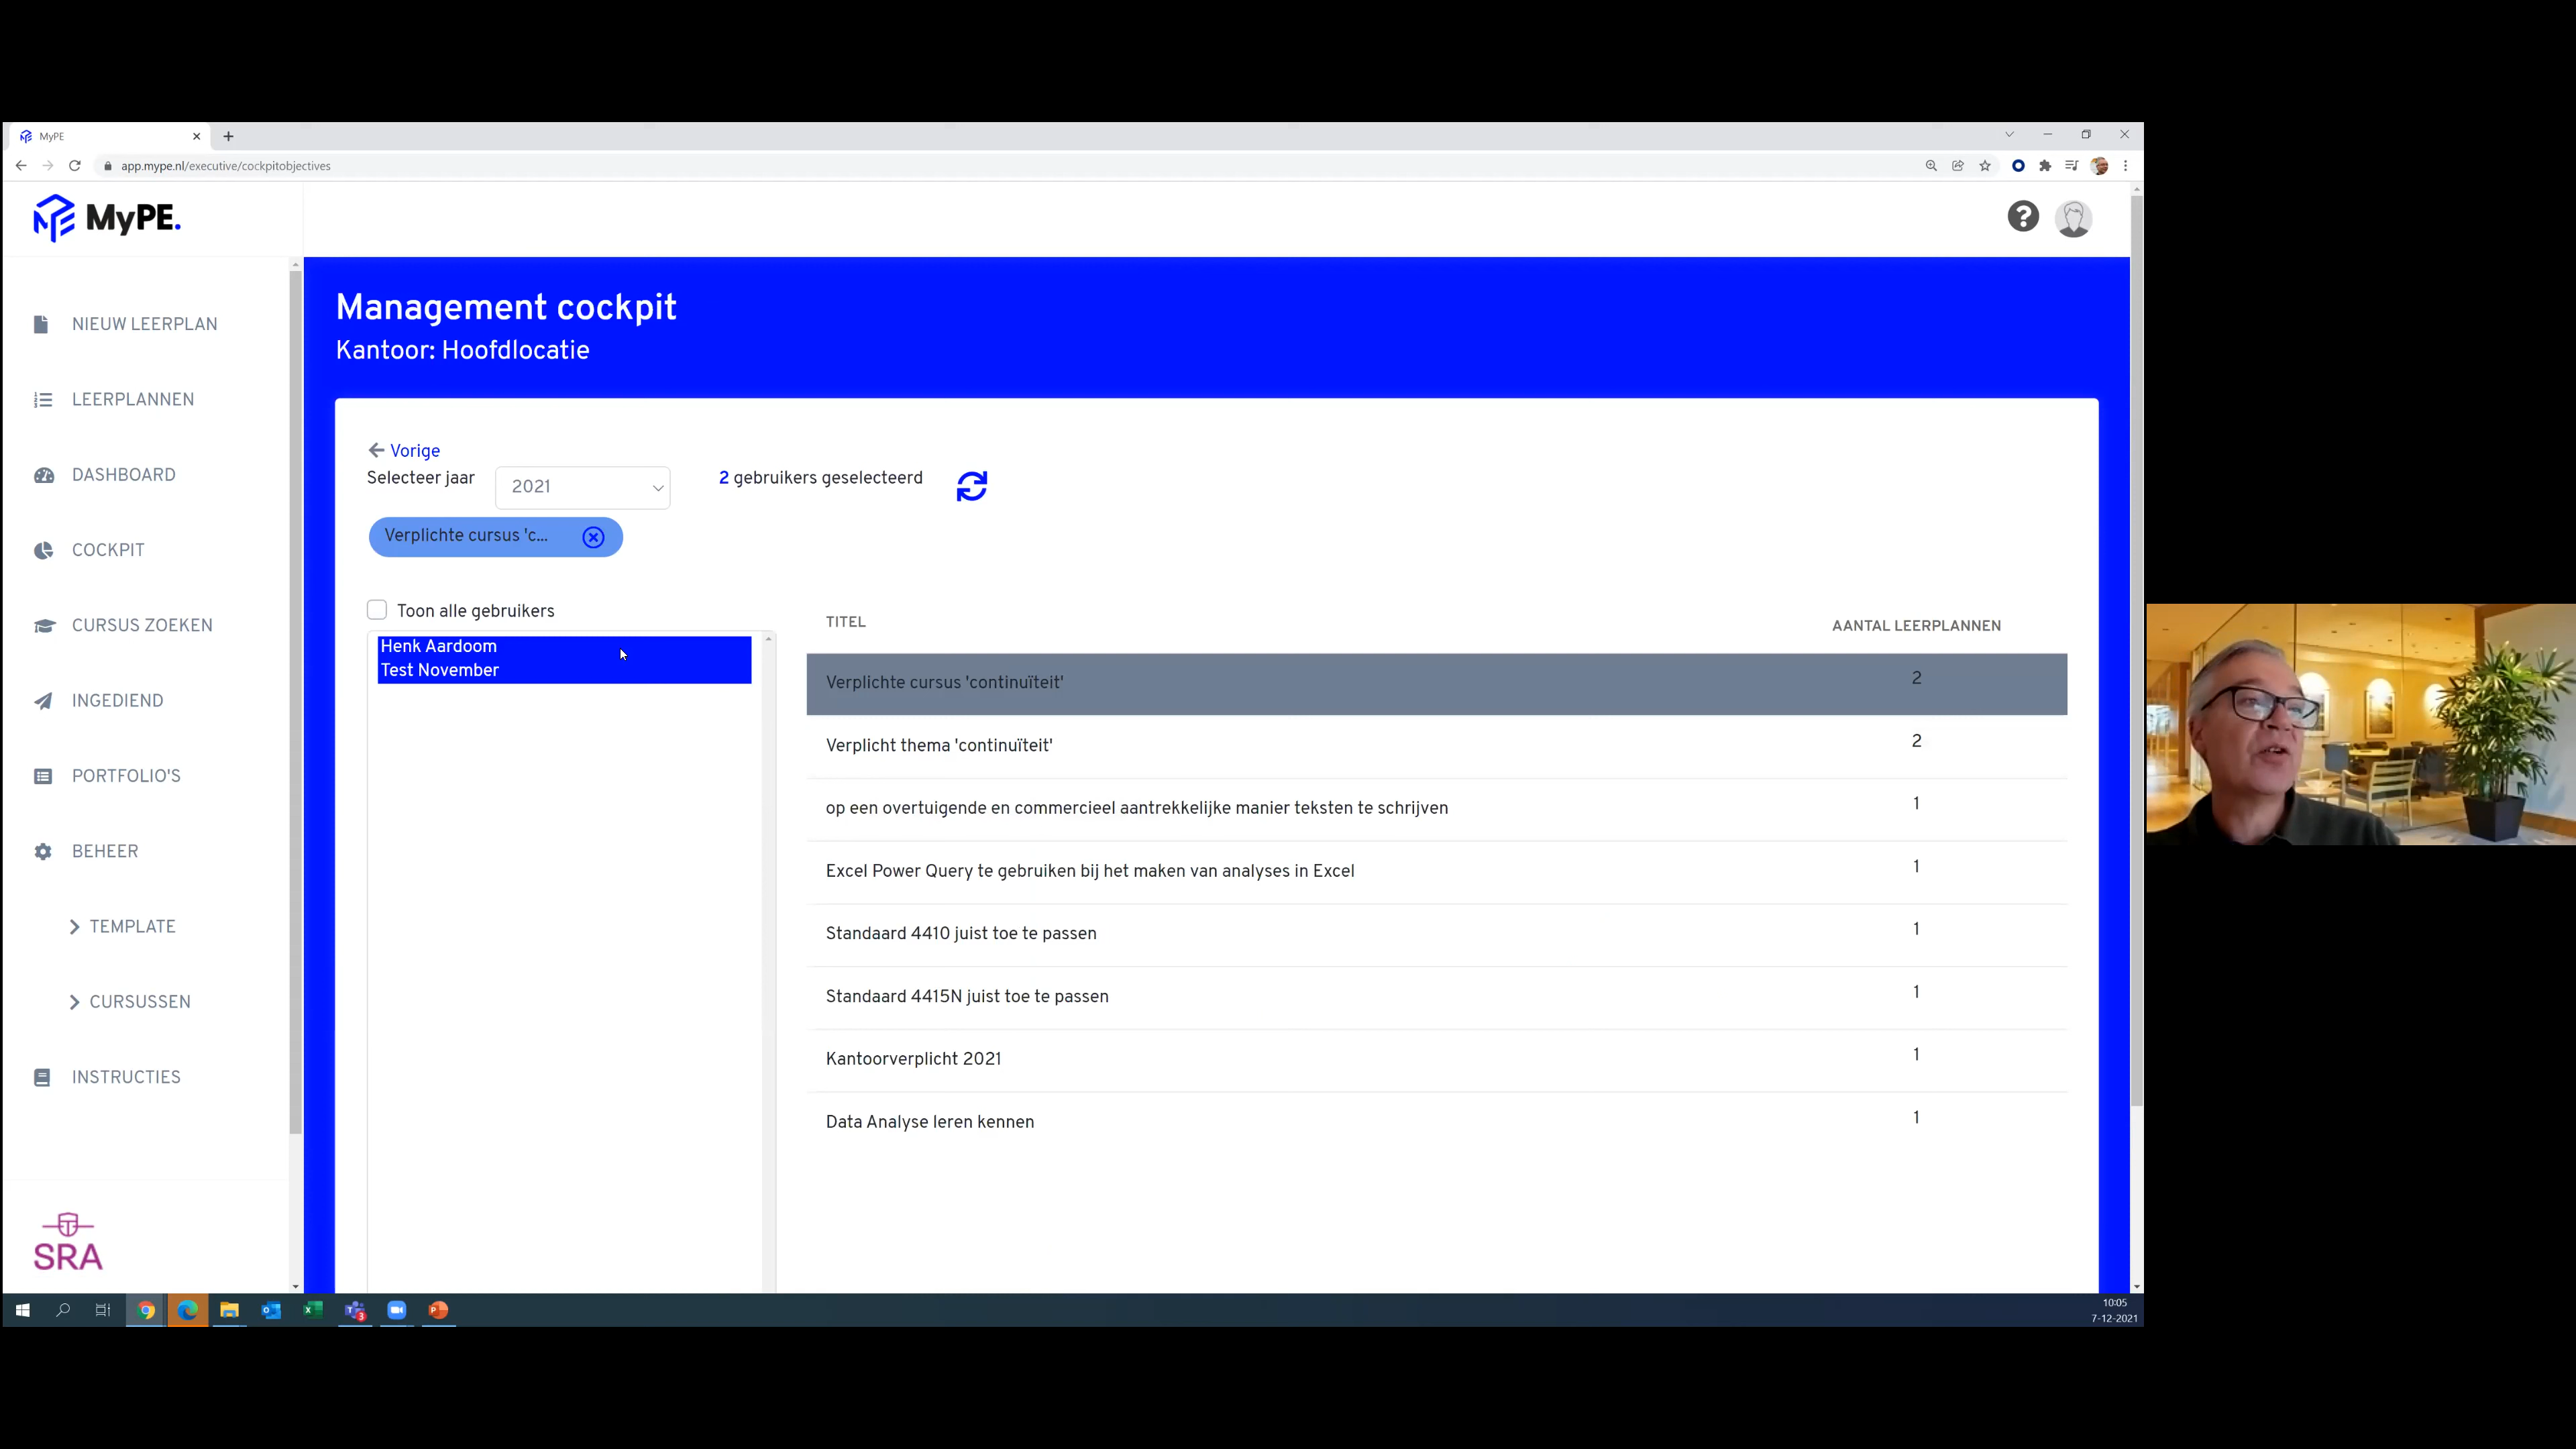 MyPE
app.mype.nl/executive/cockpitobjectives
MyPE.
NIEUW LEERPLAN
LEERPLANNEN
DASHBOARD
COCKPIT
CURSUS ZOEKEN
INGEDIEND
PORTFOLIO'S
BEHEER
TEMPLATE
CURSUSSEN
INSTRUCTIES
SRA
Management cockpit
Kantoor: Hoofdlocatie
Vorige
Selecteer jaar 2021 2 gebruikers geselecteerd
Verplichte cursus 'c...
Toon alle gebruikers
Henk Aardoom
Test November
TITEL AANTAL LEERPLANNEN
Verplichte cursus 'continuïteit' 2
Verplicht thema 'continuïteit' 2
op een overtuigende en commercieel aantrekkelijke manier teksten te schrijven 1
Excel Power Query te gebruiken bij het maken van analyses in Excel 1
Standaard 4410 juist toe te passen 1
Standaard 4415N juist toe te passen 1
Kantoorverplicht 2021 1
Data Analyse leren kennen 1
3
10:05
7-12-2021